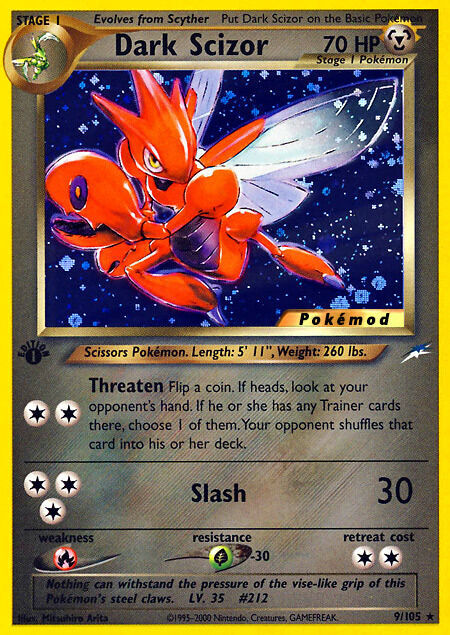 STAGE 1 Evolves from Scyther Put Dark Scizor on the Basic Pokémon
Dark Scizor 70 HP
Stage 1 Pokémon
Pokémod
EDITION
1
Scissors Pokémon. Length: 5' 11", Weight: 260 lbs.
Threaten Flip a coin. If heads, look at your
opponent's hand. If he or she has any Trainer cards
there, choose 1 of them. Your opponent shuffles that
card into his or her deck.
Slash 30
weakness resistance retreat cost
-30
Nothing can withstand the pressure of the vise-like grip of this
Pokémon's steel claws. LV. 35 #212
Illus. Mitsuhiro Arita ©1995-2000 Nintendo, Creatures, GAMEFREAK. 9/105 ★